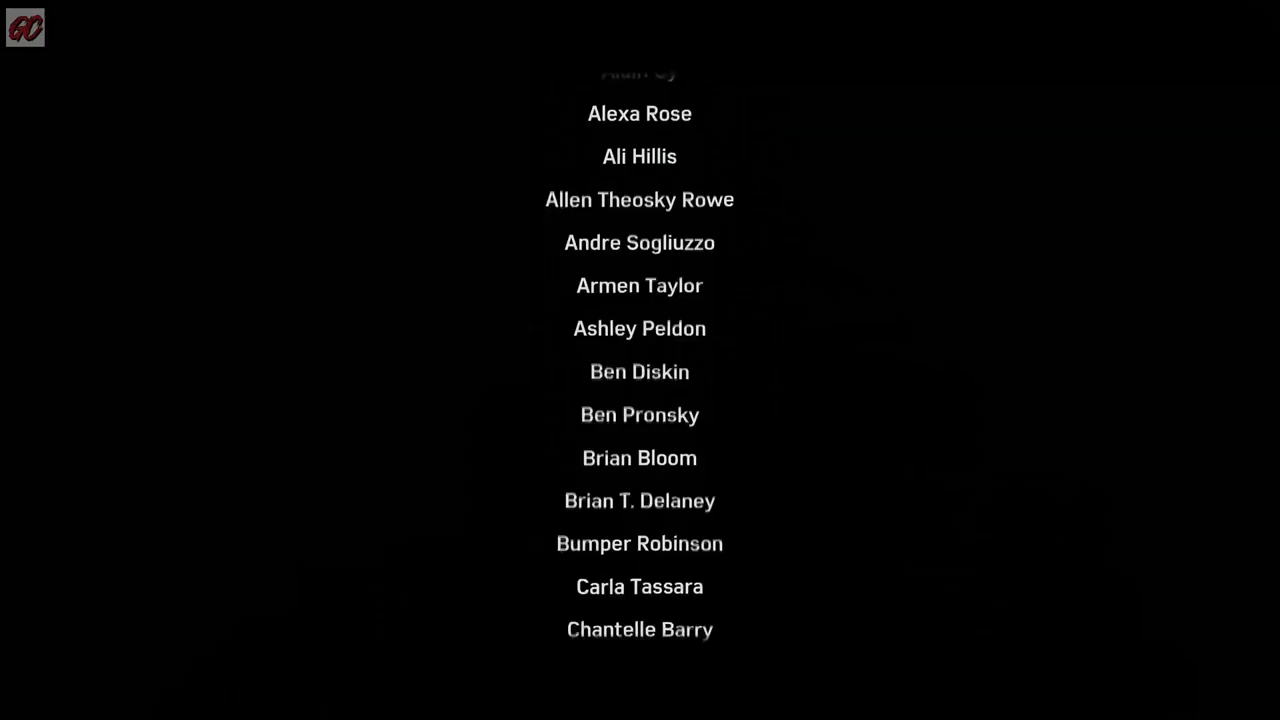 GC
Alexa Rose
Ali Hillis
Allen Theosky Rowe
Andre Sogliuzzo
Armen Taylor
Ashley Peldon
Ben Diskin
Ben Pronsky
Brian Bloom
Brian T. Delaney
Bumper Robinson
Carla Tassara
Chantelle Barry